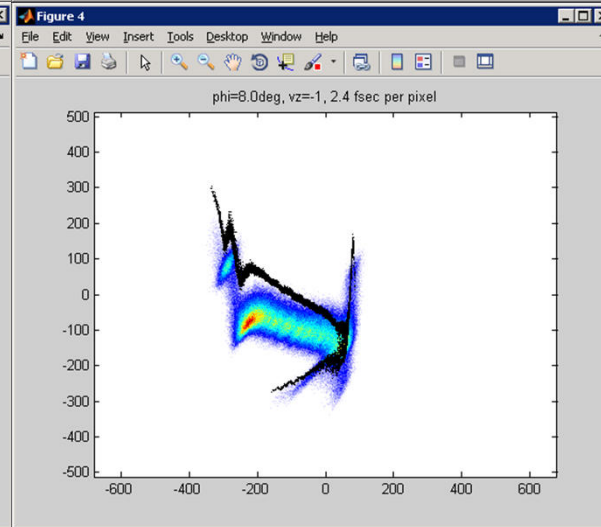 Figure 4
File Edit View Insert Tools Desktop Window Help
phi=8.0deg, vz=-1, 2.4 fsec per pixel
500
400
300
200
100
0
-100
-200
-300
-400
-500
-600 -400 -200 0 200 400 600